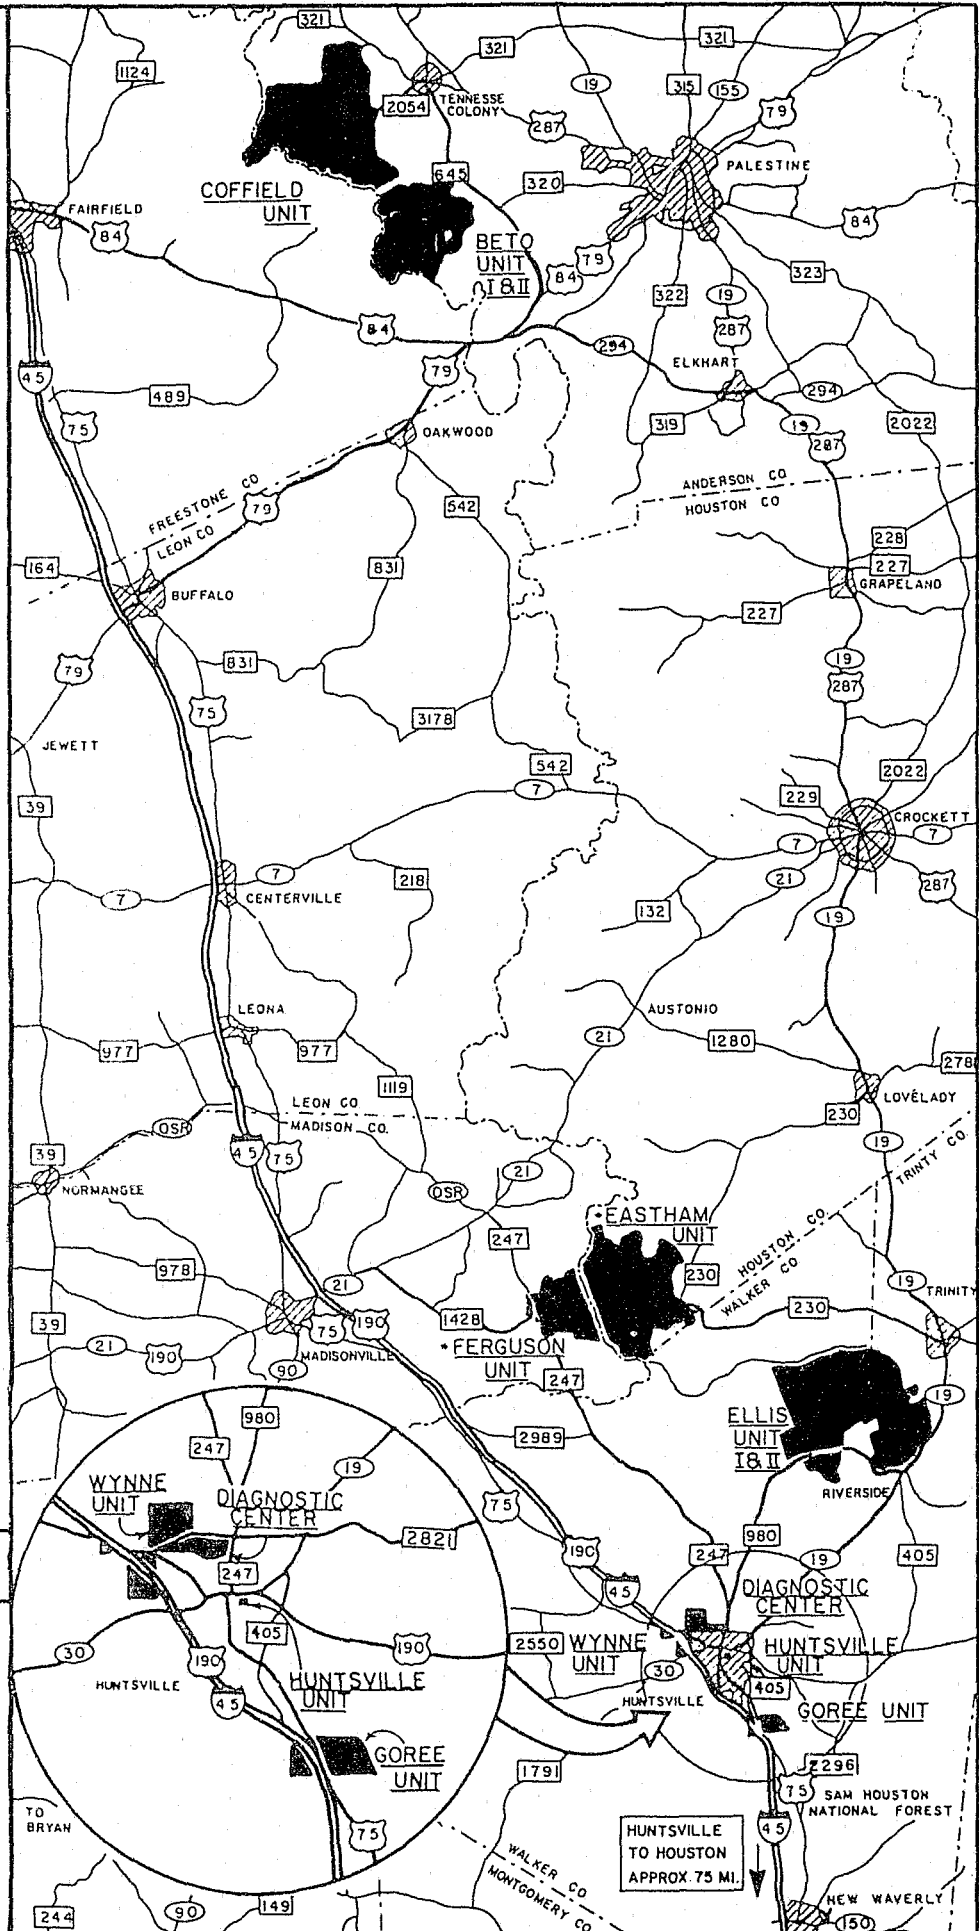 321
321
321
1124
19
315
155
2054
TENNESSE
COLONY
79
287
PALESTINE
645
320
COFFIELD
UNIT
FAIRFIELD
84
84
BETO
UNIT
I & II
79
84
323
322
19
84
287
294
ELKHART
45
79
489
294
75
OAKWOOD
319
19
2022
287
FREESTONE CO
LEON CO
79
542
ANDERSON CO
HOUSTON CO
228
164
831
227
GRAPELAND
BUFFALO
227
831
19
79
287
75
3178
JEWETT
542
2022
7
229
39
CROCKETT
7
7
7
218
21
287
7
CENTERVILLE
132
19
LEONA
AUSTONIO
21
1280
977
977
278
1119
LOVELADY
LEON CO
MADISON CO.
230
OSR
19
45
75
39
21
TRINITY CO
NORMANGEE
OSR
EASTHAM
UNIT
HOUSTON CO.
WALKER CO
247
978
230
21
19
TRINITY
230
39
1428
190
75
21
190
MADISONVILLE
FERGUSON
UNIT
90
247
19
ELLIS
UNIT
I & II
980
2989
247
19
WYNNE
UNIT
DIAGNOSTIC
CENTER
RIVERSIDE
75
2821
980
190
247
19
405
247
45
DIAGNOSTIC
CENTER
405
190
2550
WYNNE
UNIT
HUNTSVILLE
UNIT
30
190
30
405
HUNTSVILLE
HUNTSVILLE
UNIT
HUNTSVILLE
GOREE UNIT
45
GOREE
UNIT
1791
2296
75
SAM HOUSTON
NATIONAL FOREST
TO
BRYAN
75
45
HUNTSVILLE
TO HOUSTON
APPROX. 75 MI.
WALKER CO
MONTGOMERY CO.
NEW WAVERLY
244
90
149
150